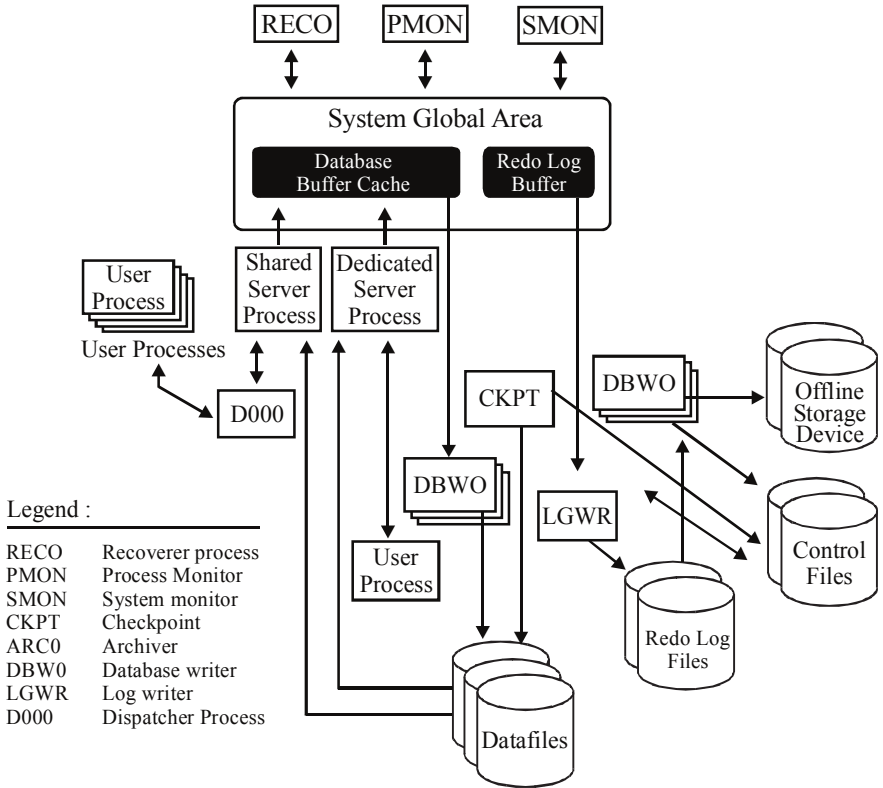 RECO
PMON
SMON
System Global Area
Database
Buffer Cache
Redo Log
Buffer
User
Process
User Processes
Shared
Server
Process
Dedicated
Server
Process
D000
CKPT
DBWO
Offline
Storage
Device
DBWO
LGWR
User
Process
Control
Files
Redo Log
Files
Datafiles
Legend :
RECO Recoverer process
PMON Process Monitor
SMON System monitor
CKPT Checkpoint
ARC0 Archiver
DBW0 Database writer
LGWR Log writer
D000 Dispatcher Process